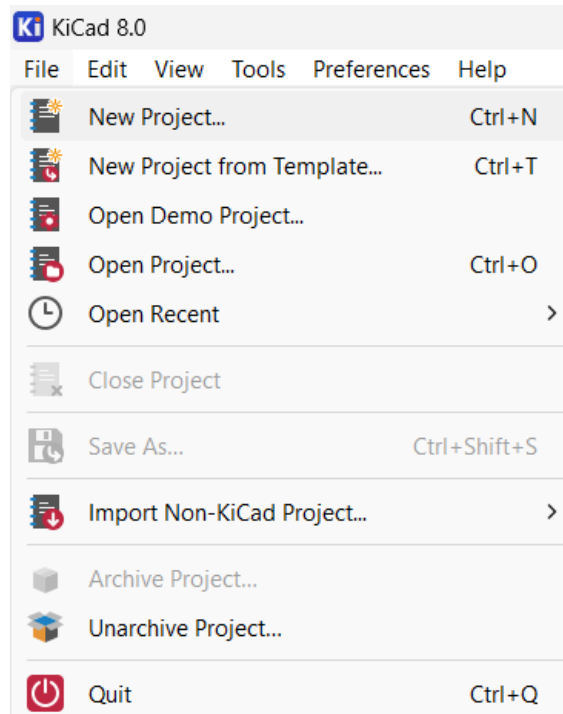 Ki KiCad 8.0
File Edit View Tools Preferences Help
New Project... Ctrl+N
New Project from Template... Ctrl+T
Open Demo Project...
Open Project... Ctrl+O
Open Recent
Close Project
Save As... Ctrl+Shift+S
Import Non-KiCad Project...
Archive Project...
Unarchive Project...
Quit Ctrl+Q